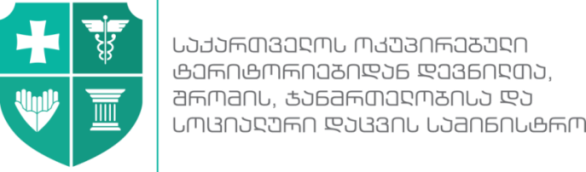 საქართველოს ოკუპირებული
ტერიტორიებიდან დევნილთა,
შრომის, ჯანმრთელობისა და
სოციალური დაცვის სამინისტრო